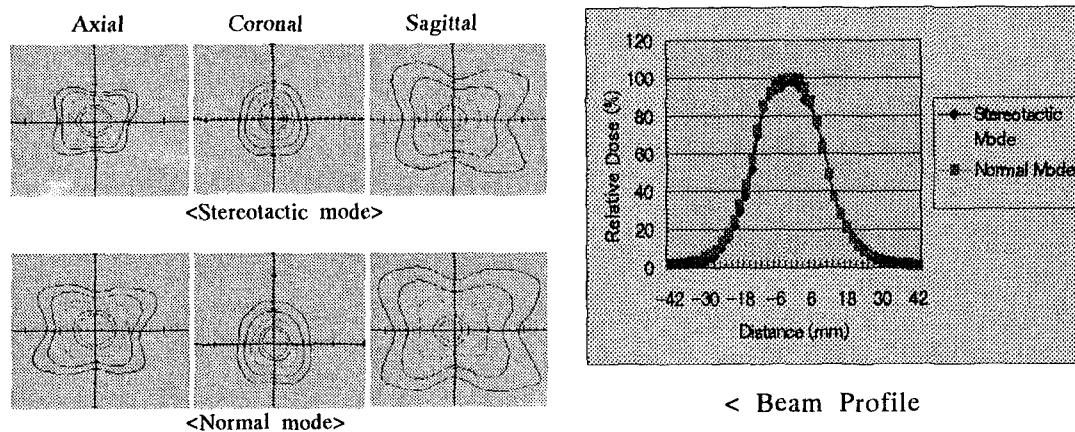 Axial Coronal Sagittal
<Stereotactic mode>
<Normal mode>
120
100
80
60
40
20
0
Relative Dose (%)
-42 -30 -18 -6 6 18 30 42
Distance (mm)
Stereotactic
Mode
Normal Mode
< Beam Profile